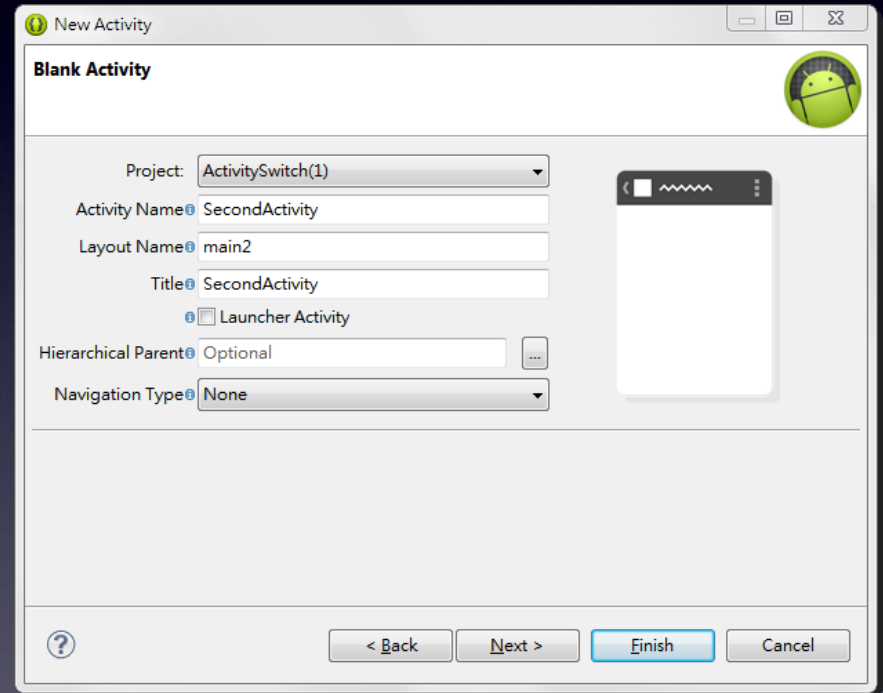 New Activity
Blank Activity
Project: ActivitySwitch(1)
Activity Name SecondActivity
Layout Name main2
Title SecondActivity
Launcher Activity
Hierarchical Parent Optional ...
Navigation Type None
? < Back Next > Finish Cancel